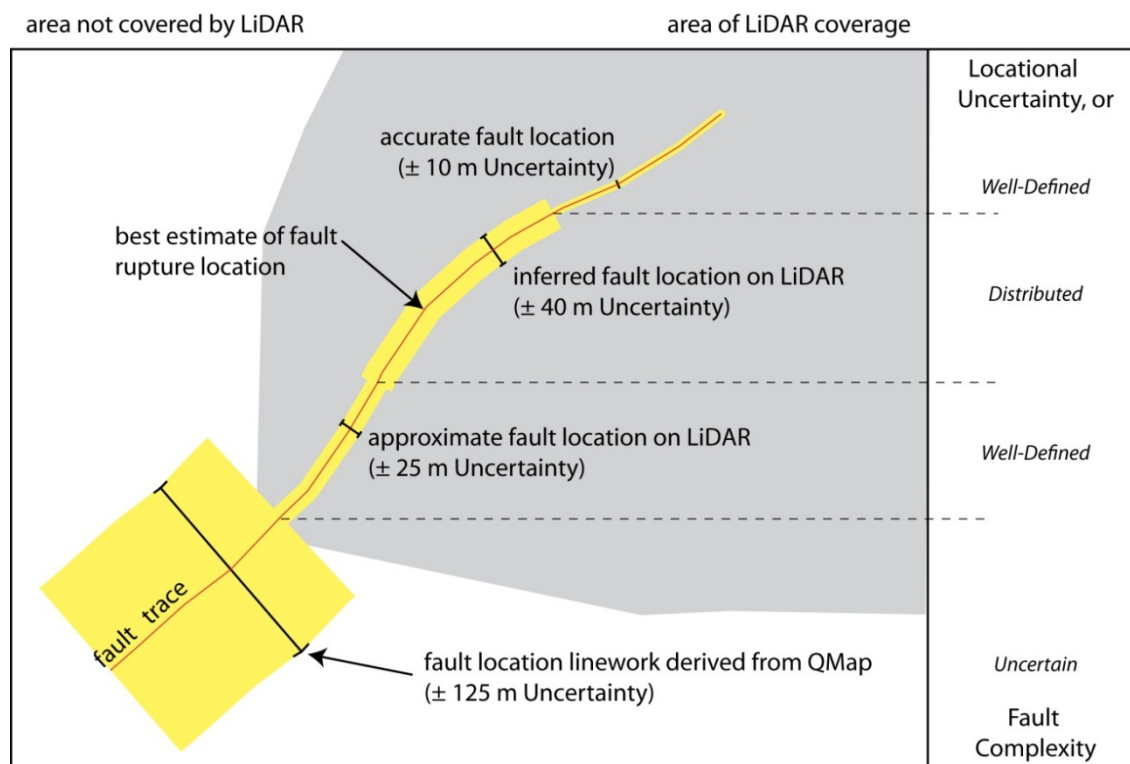 area not covered by LiDAR
area of LiDAR coverage
Locational
Uncertainty, or
accurate fault location
(± 10 m Uncertainty)
Well-Defined
best estimate of fault
rupture location
inferred fault location on LiDAR
(± 40 m Uncertainty)
Distributed
approximate fault location on LiDAR
(± 25 m Uncertainty)
Well-Defined
fault trace
fault location linework derived from QMap
(± 125 m Uncertainty)
Uncertain
Fault
Complexity